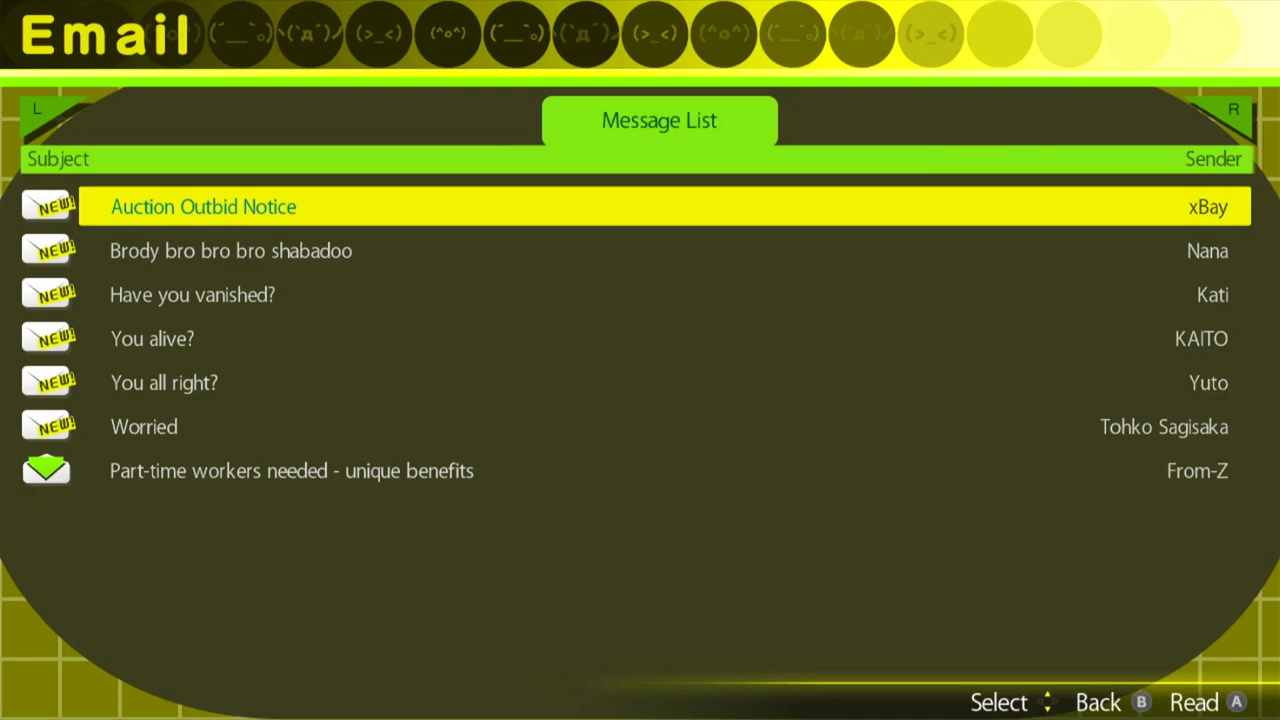 Email
L
Message List
R
Subject Sender
NEW! Auction Outbid Notice xBay
NEW! Brody bro bro bro shabadoo Nana
NEW! Have you vanished? Kati
NEW! You alive? KAITO
NEW! You all right? Yuto
NEW! Worried Tohko Sagisaka
Part-time workers needed - unique benefits From-Z
Select Back B Read A